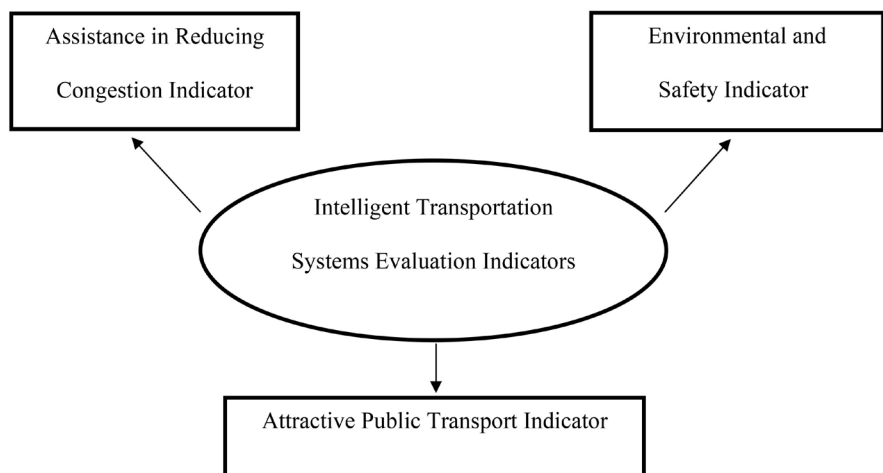 Assistance in Reducing
Congestion Indicator
Environmental and
Safety Indicator
Intelligent Transportation
Systems Evaluation Indicators
Attractive Public Transport Indicator